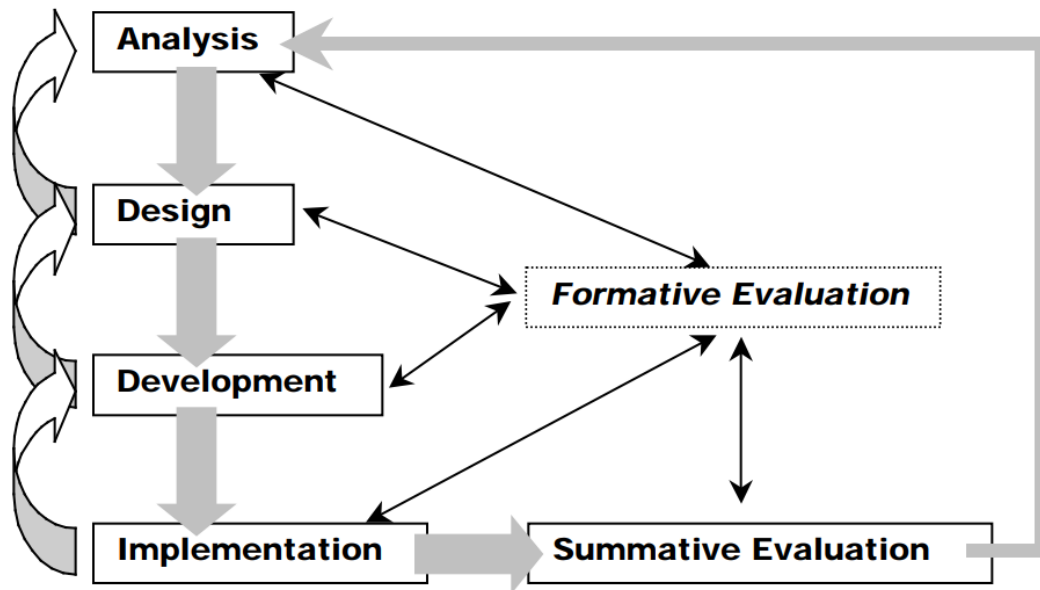 Analysis
Design
Formative Evaluation
Development
Implementation
Summative Evaluation